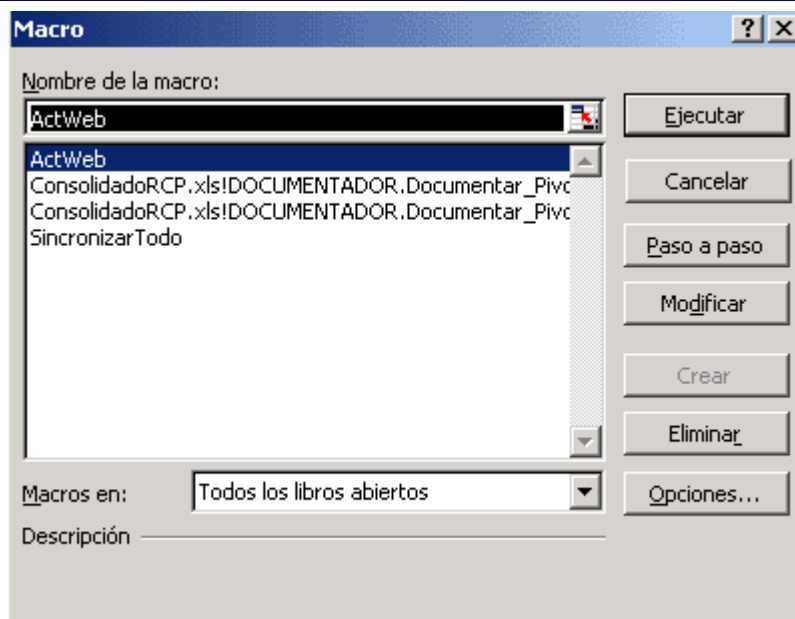 Macro
Nombre de la macro:
ActWeb
Ejecutar
ActWeb
ConsolidadoRCP.xls!DOCUMENTADOR.Documentar_Pivo
ConsolidadoRCP.xls!DOCUMENTADOR.Documentar_Pivo
SincronizarTodo
Cancelar
Paso a paso
Modificar
Crear
Eliminar
Macros en:
Todos los libros abiertos
Opciones...
Descripción